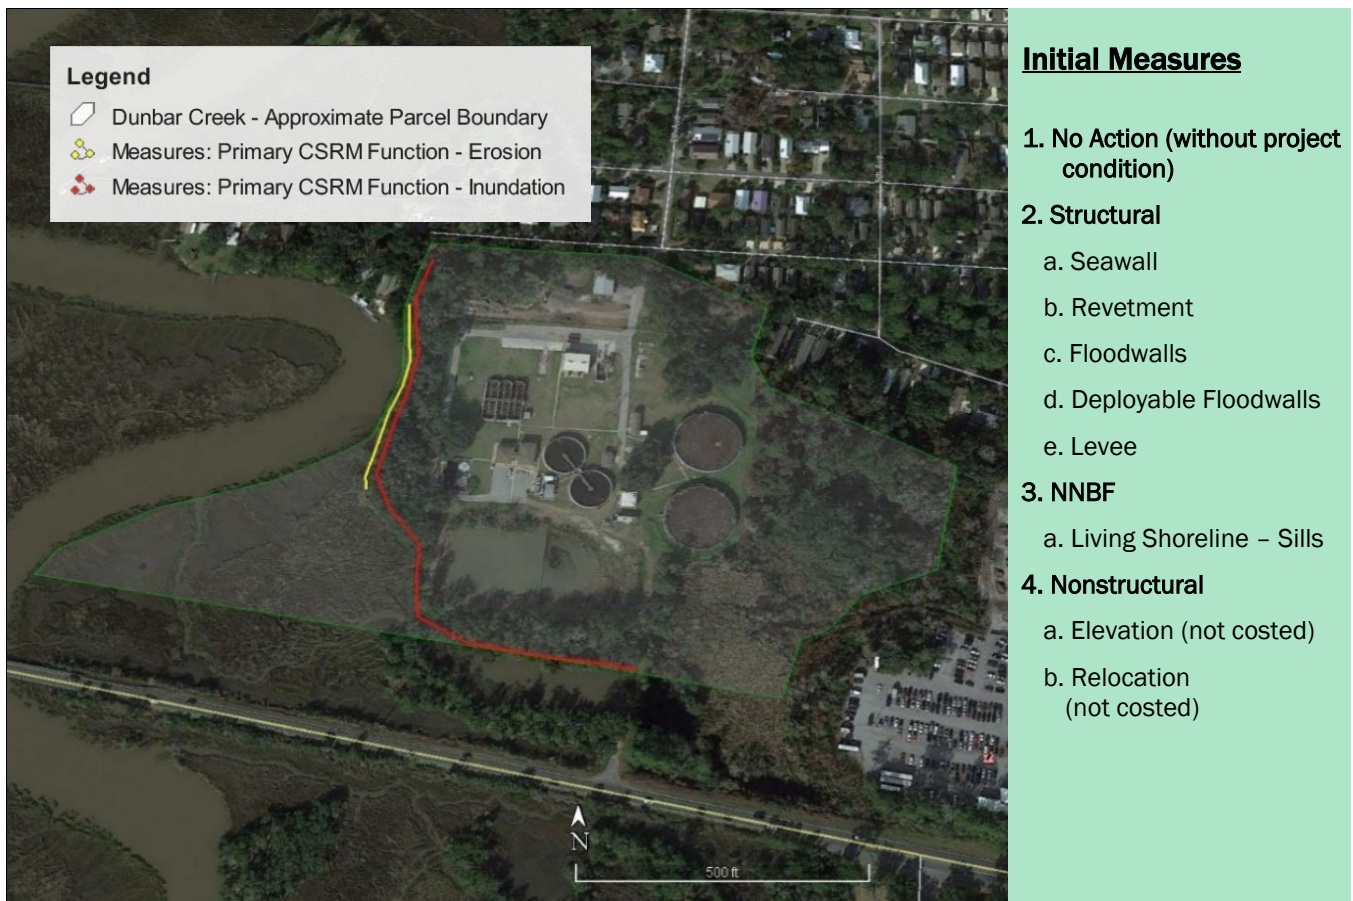 Legend
Dunbar Creek - Approximate Parcel Boundary
Measures: Primary CSRM Function - Erosion
Measures: Primary CSRM Function - Inundation
N
500 ft
Initial Measures
1. No Action (without project
condition)
2. Structural
a. Seawall
b. Revetment
c. Floodwalls
d. Deployable Floodwalls
e. Levee
3. NNBF
a. Living Shoreline – Sills
4. Nonstructural
a. Elevation (not costed)
b. Relocation
(not costed)